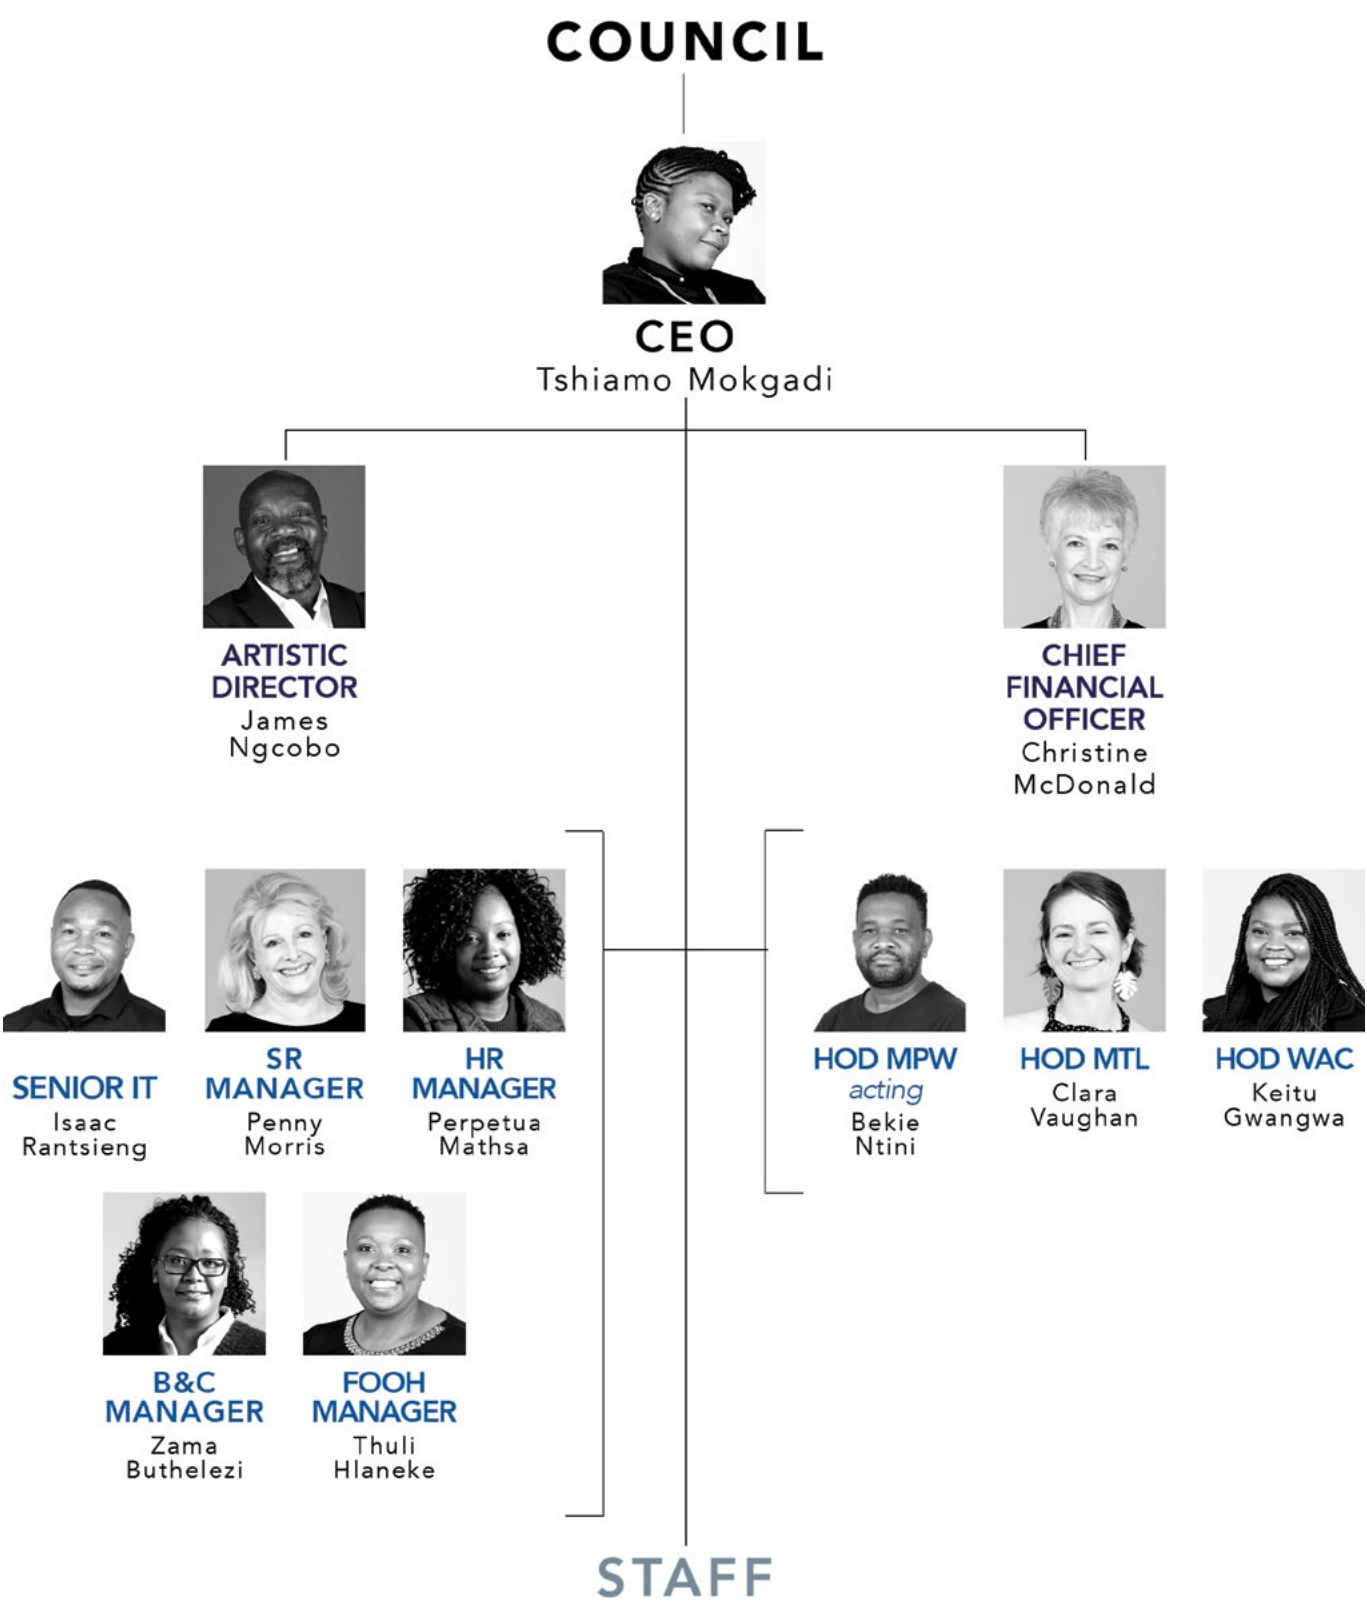 COUNCIL
CEO
Tshiamo Mokgadi
ARTISTIC
DIRECTOR
James
Ngcobo
CHIEF
FINANCIAL
OFFICER
Christine
McDonald
SENIOR IT
Isaac
Rantsieng
SR
MANAGER
Penny
Morris
HR
MANAGER
Perpetua
Mathsa
HOD MPW
acting
Bekie
Ntini
HOD MTL
Clara
Vaughan
HOD WAC
Keitu
Gwangwa
B&C
MANAGER
Zama
Buthelezi
FOOH
MANAGER
Thuli
Hlaneke
STAFF